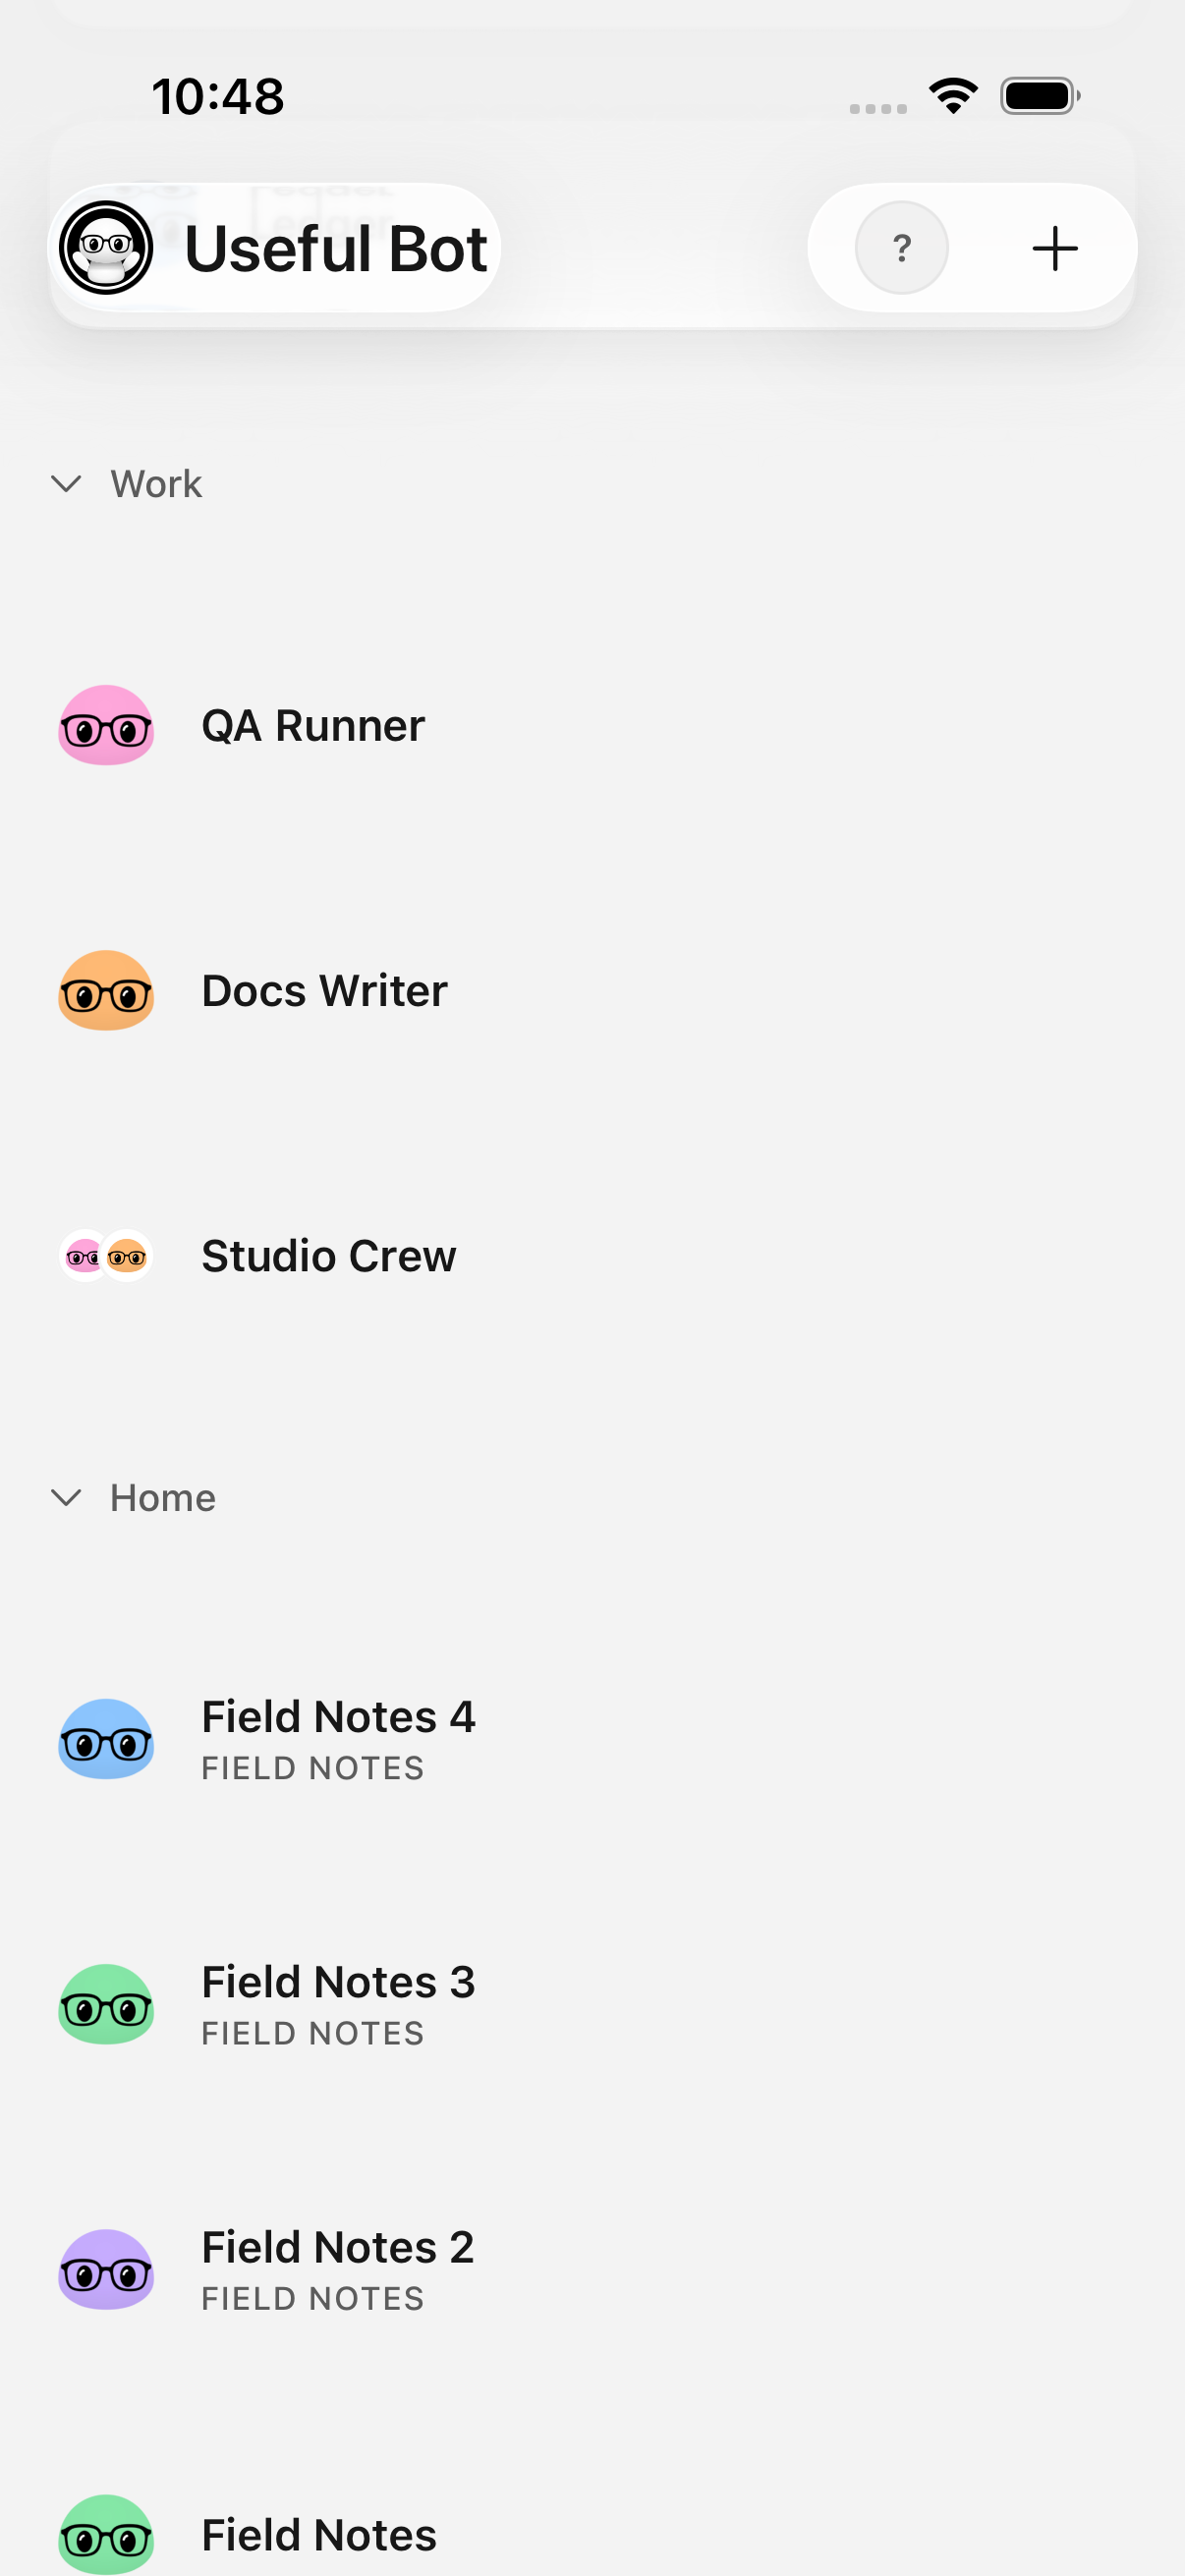 10:48
Useful Bot
?
Work
QA Runner
Docs Writer
Studio Crew
Home
Field Notes 4
FIELD NOTES
Field Notes 3
FIELD NOTES
Field Notes 2
FIELD NOTES
Field Notes